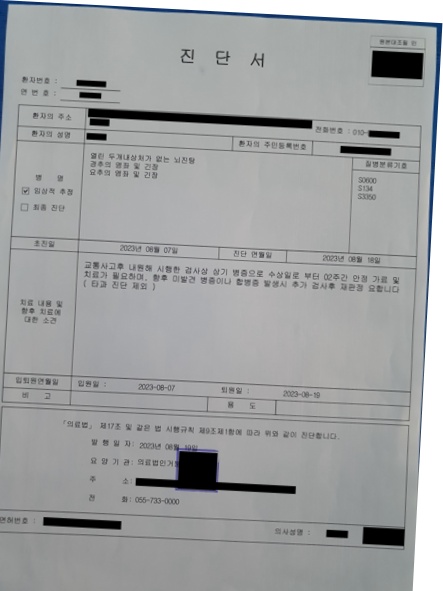 진 단 서
원본대조필 인
환자번호 :
연 번 호 :
환자의 주소
전화번호 : 010-
환자의 성명
환자의 주민등록번호
병 명
☑ 임상적 추정
☐ 최종 진단
열린 두개내상처가 없는 뇌진탕
경추의 염좌 및 긴장
요추의 염좌 및 긴장
질병분류기호
S0600
S134
S3350
초진일
2023년 08월 07일
진단 연월일
2023년 08월 18일
치료 내용 및
향후 치료에
대한 소견
교통사고후 내원해 시행한 검사상 상기 병증으로 수상일로 부터 02주간 안정 가료 및
치료가 필요하며, 향후 미발견 병증이나 합병증 발생시 추가 검사후 재판정 요합니다
( 타과 진단 제외 )
입퇴원연월일
입원일 : 2023-08-07
퇴원일 : 2023-08-19
비 고
용 도
「의료법」 제17조 및 같은 법 시행규칙 제9조제1항에 따라 위와 같이 진단합니다.
발 행 일 자: 2023년 08월 19일
요 양 기 관: 의료법인거
주 소:
전 화: 055-733-0000
면허번호 :
의사성명 :